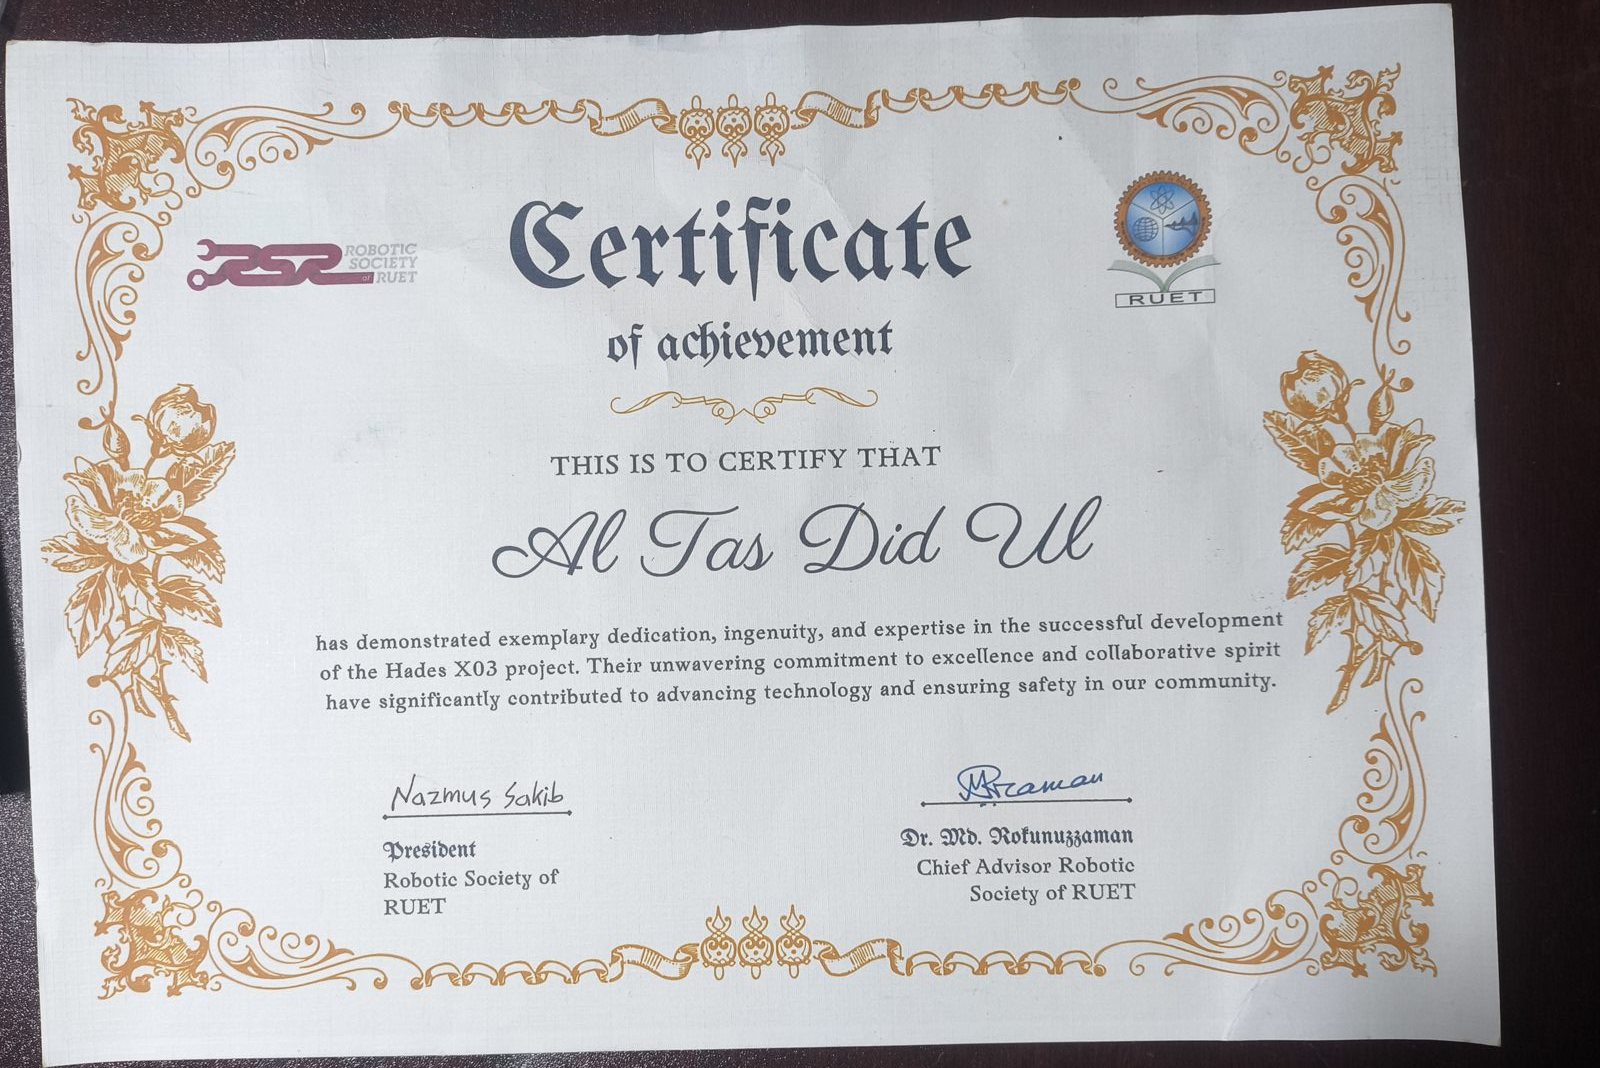 RSR ROBOTIC
SOCIETY
of RUET
Certificate
of achievement
RUET
THIS IS TO CERTIFY THAT
Al Tas Did Ul
has demonstrated exemplary dedication, ingenuity, and expertise in the successful development
of the Hades X03 project. Their unwavering commitment to excellence and collaborative spirit
have significantly contributed to advancing technology and ensuring safety in our community.
Nazmus Sakib
President
Robotic Society of
RUET
Dr. Md. Rokunuzzaman
Chief Advisor Robotic
Society of RUET